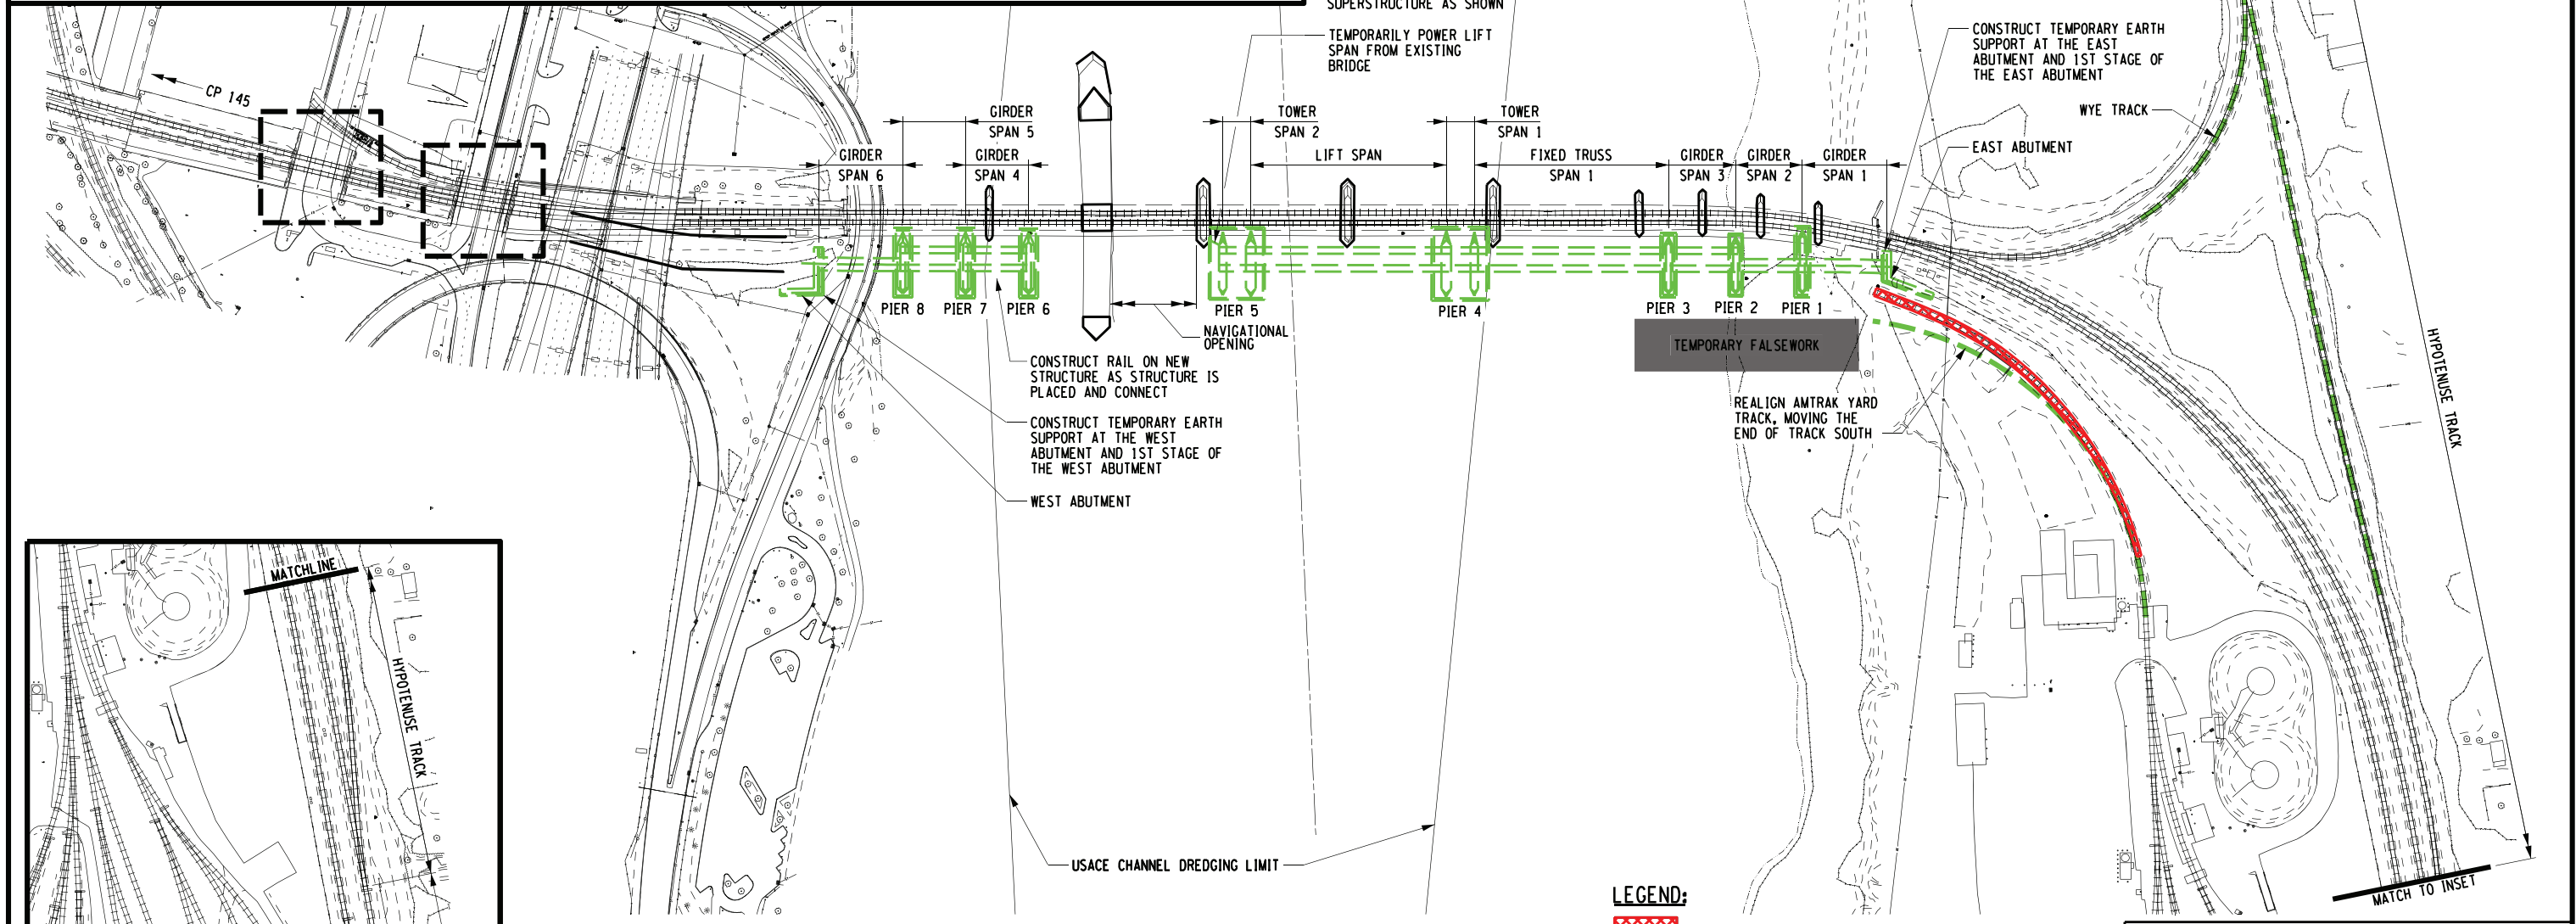 SUPERSTRUCTURE AS SHOWN
TEMPORARILY POWER LIFT
SPAN FROM EXISTING
BRIDGE
CONSTRUCT TEMPORARY EARTH
SUPPORT AT THE EAST
ABUTMENT AND 1ST STAGE OF
THE EAST ABUTMENT
WYE TRACK
EAST ABUTMENT
CP 145
GIRDER
SPAN 5
TOWER
SPAN 2
TOWER
SPAN 1
GIRDER
SPAN 6
GIRDER
SPAN 4
LIFT SPAN
FIXED TRUSS
SPAN 1
GIRDER
SPAN 3
GIRDER
SPAN 2
GIRDER
SPAN 1
PIER 8
PIER 7
PIER 6
PIER 5
PIER 4
PIER 3
PIER 2
PIER 1
NAVIGATIONAL
OPENING
TEMPORARY FALSEWORK
CONSTRUCT RAIL ON NEW
STRUCTURE AS STRUCTURE IS
PLACED AND CONNECT
REALIGN AMTRAK YARD
TRACK, MOVING THE
END OF TRACK SOUTH
HYPOTENUSE TRACK
CONSTRUCT TEMPORARY EARTH
SUPPORT AT THE WEST
ABUTMENT AND 1ST STAGE OF
THE WEST ABUTMENT
WEST ABUTMENT
MATCHLINE
HYPOTENUSE TRACK
USACE CHANNEL DREDGING LIMIT
MATCH TO INSET
LEGEND: